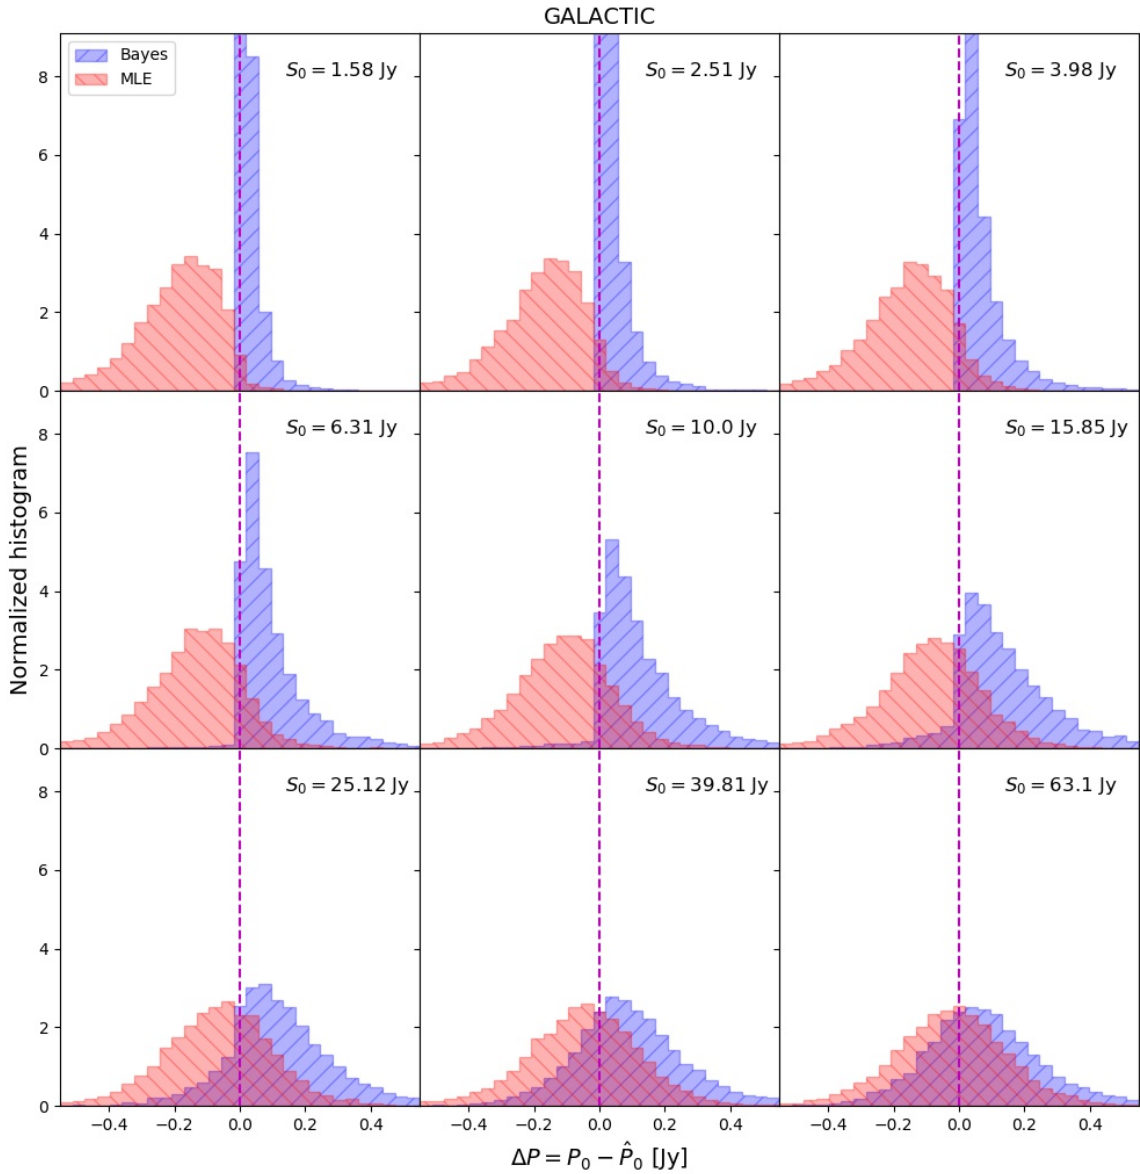 GALACTIC
Bayes
MLE
S₀ = 1.58 Jy
S₀ = 2.51 Jy
S₀ = 3.98 Jy
8
6
4
2
0
S₀ = 6.31 Jy
S₀ = 10.0 Jy
S₀ = 15.85 Jy
8
6
4
2
0
Normalized histogram
S₀ = 25.12 Jy
S₀ = 39.81 Jy
S₀ = 63.1 Jy
8
6
4
2
0
−0.4 −0.2 0.0 0.2 0.4 −0.4 −0.2 0.0 0.2 0.4 −0.4 −0.2 0.0 0.2 0.4
ΔP = P₀ − P̂₀ [Jy]